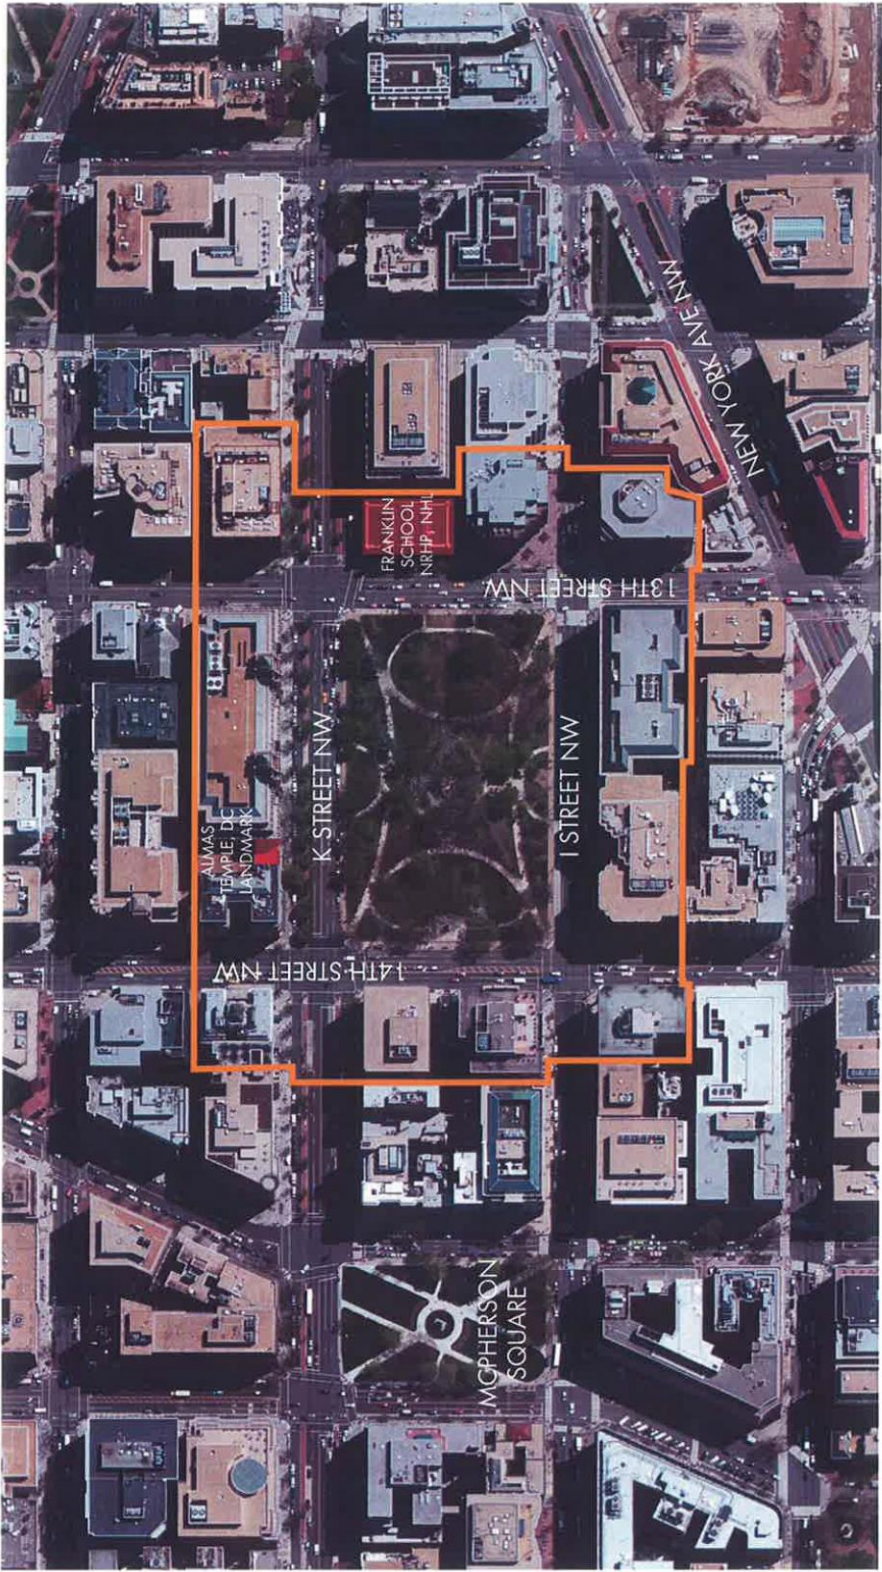 ALMAS
TEMPLE, DC
LANDMARK
K STREET NW
14TH STREET NW
FRANKLIN
SCHOOL
NRHP, NHL
13TH STREET NW
I STREET NW
NEW YORK AVE NW
MCPHERSON
SQUARE